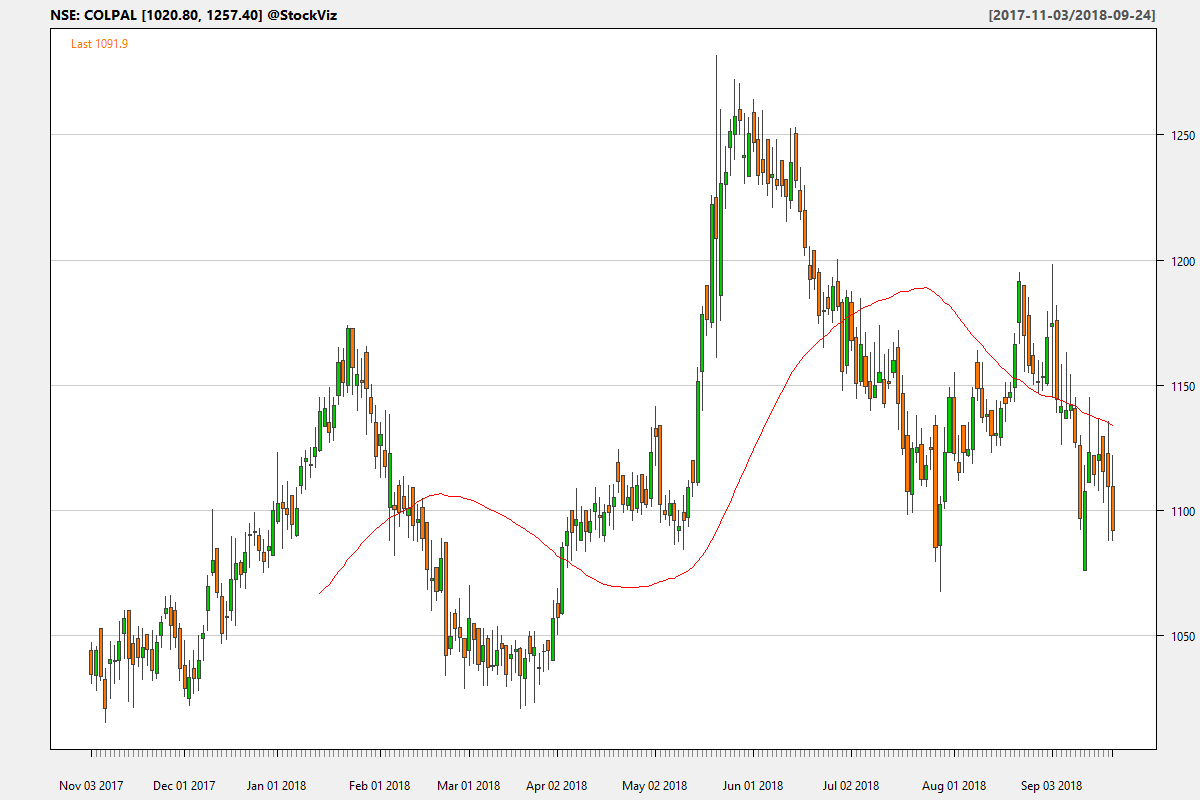 NSE: COLPAL [1020.80, 1257.40] @StockViz [2017-11-03/2018-09-24]
Last 1091.9
1250
1200
1150
1100
1050
Nov 03 2017 Dec 01 2017 Jan 01 2018 Feb 01 2018 Mar 01 2018 Apr 02 2018 May 02 2018 Jun 01 2018 Jul 02 2018 Aug 01 2018 Sep 03 2018